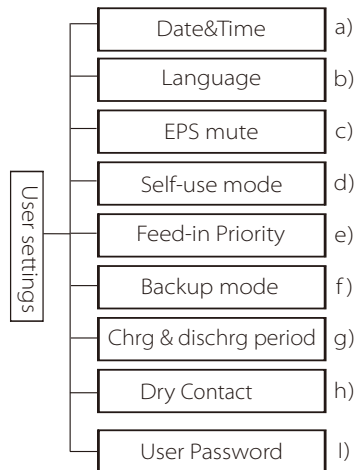 Date&Time a)
Language b)
EPS mute c)
Self-use mode d)
User settings
Feed-in Priority e)
Backup mode f)
Chrg & dischrg period g)
Dry Contact h)
User Password l)